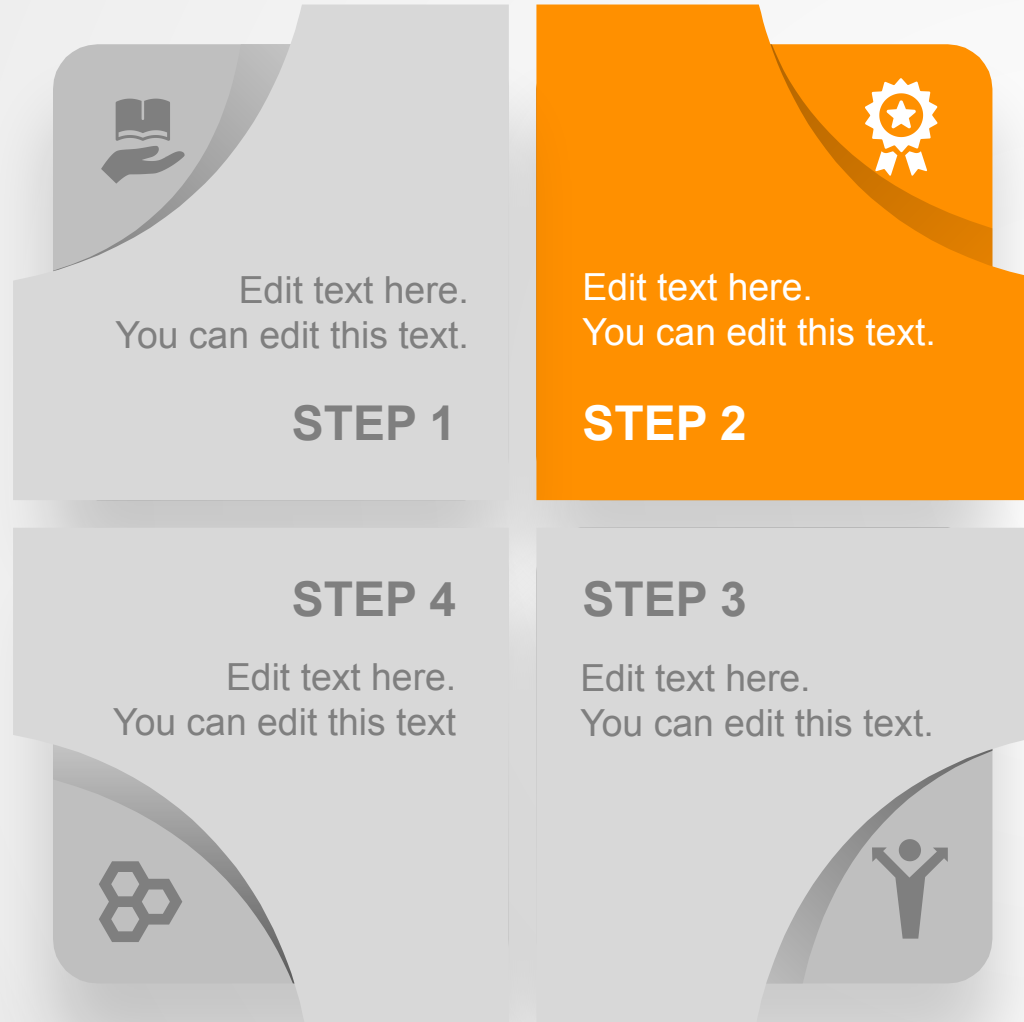 Edit text here.
You can edit this text.
STEP 1
Edit text here.
You can edit this text.
STEP 2
STEP 3
Edit text here.
You can edit this text.
STEP 4
Edit text here.
You can edit this text